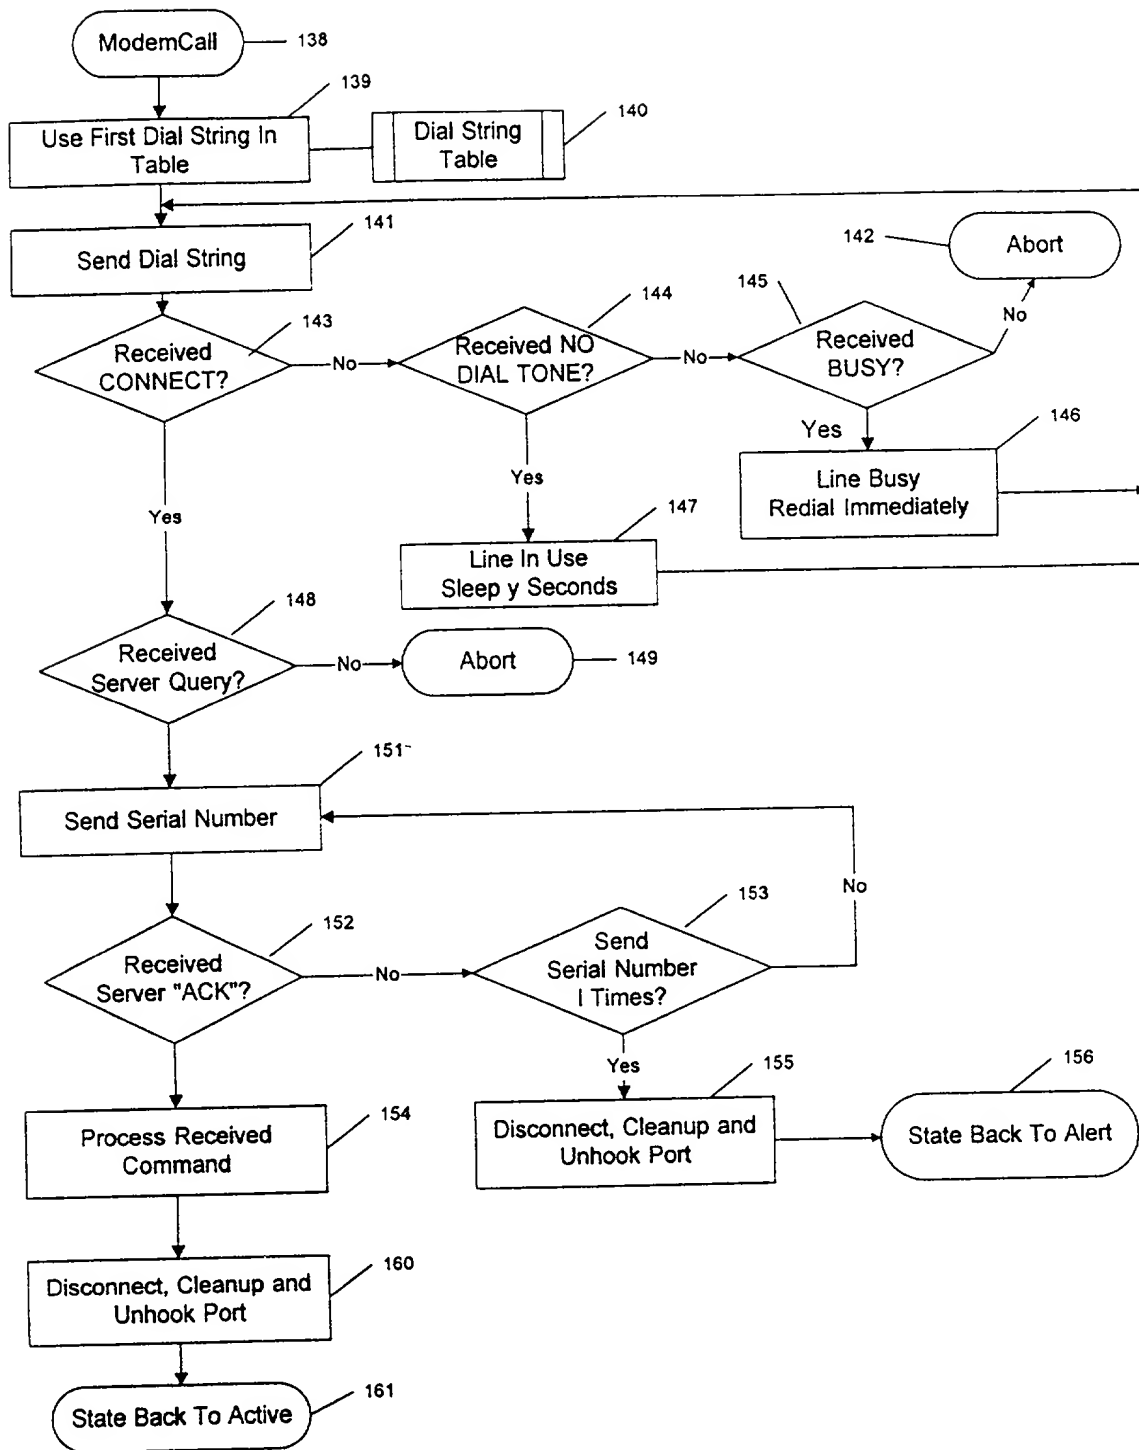 ModemCall
138
139
Use First Dial String In
Table
Dial String
Table
140
141
Send Dial String
142
Abort
143
Received
CONNECT?
No
144
Received NO
DIAL TONE?
No
145
Received
BUSY?
No
Yes
146
Line Busy
Redial Immediately
Yes
147
Line In Use
Sleep y Seconds
Yes
148
Received
Server Query?
No
Abort
149
151
Send Serial Number
152
Received
Server "ACK"?
No
153
Send
Serial Number
I Times?
No
Yes
154
Process Received
Command
155
Disconnect, Cleanup and
Unhook Port
156
State Back To Alert
160
Disconnect, Cleanup and
Unhook Port
161
State Back To Active